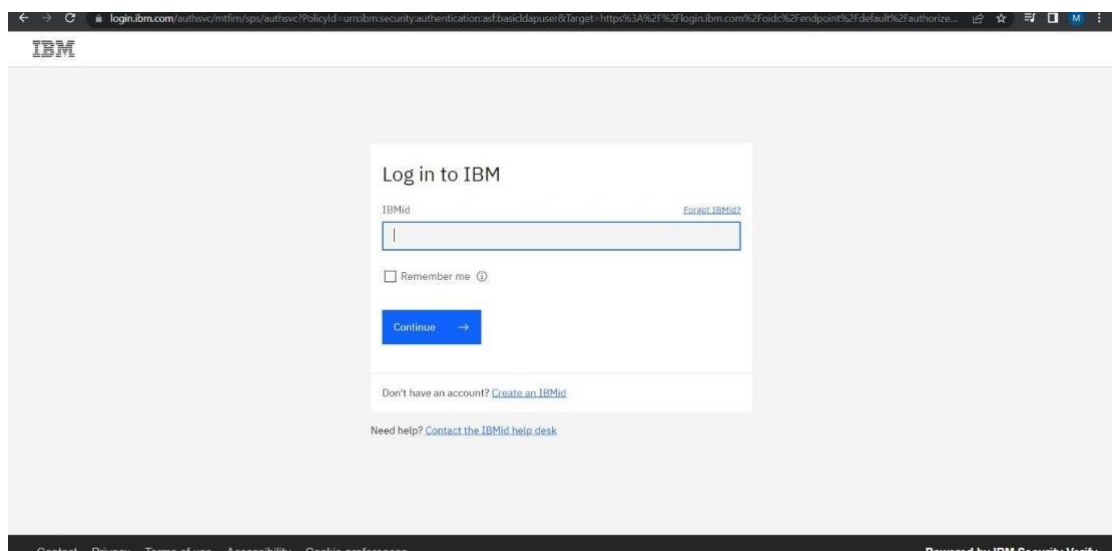 login.ibm.com/authsvc/mtfim/sps/authsvc?PolicyId=urn:ibm:security:authentication:asf:basicldapuser&Target=https%3A%2F%2Flogin.ibm.com%2Foidc%2Fendpoint%2Fdefault%2Fauthorize... M
IBM
Log in to IBM
IBMid Forgot IBMid?
Remember me
Continue →
Don't have an account? Create an IBMid
Need help? Contact the IBMid help desk
Contact Privacy Terms of use Accessibility Cookie preferences Powered by IBM Security Verify